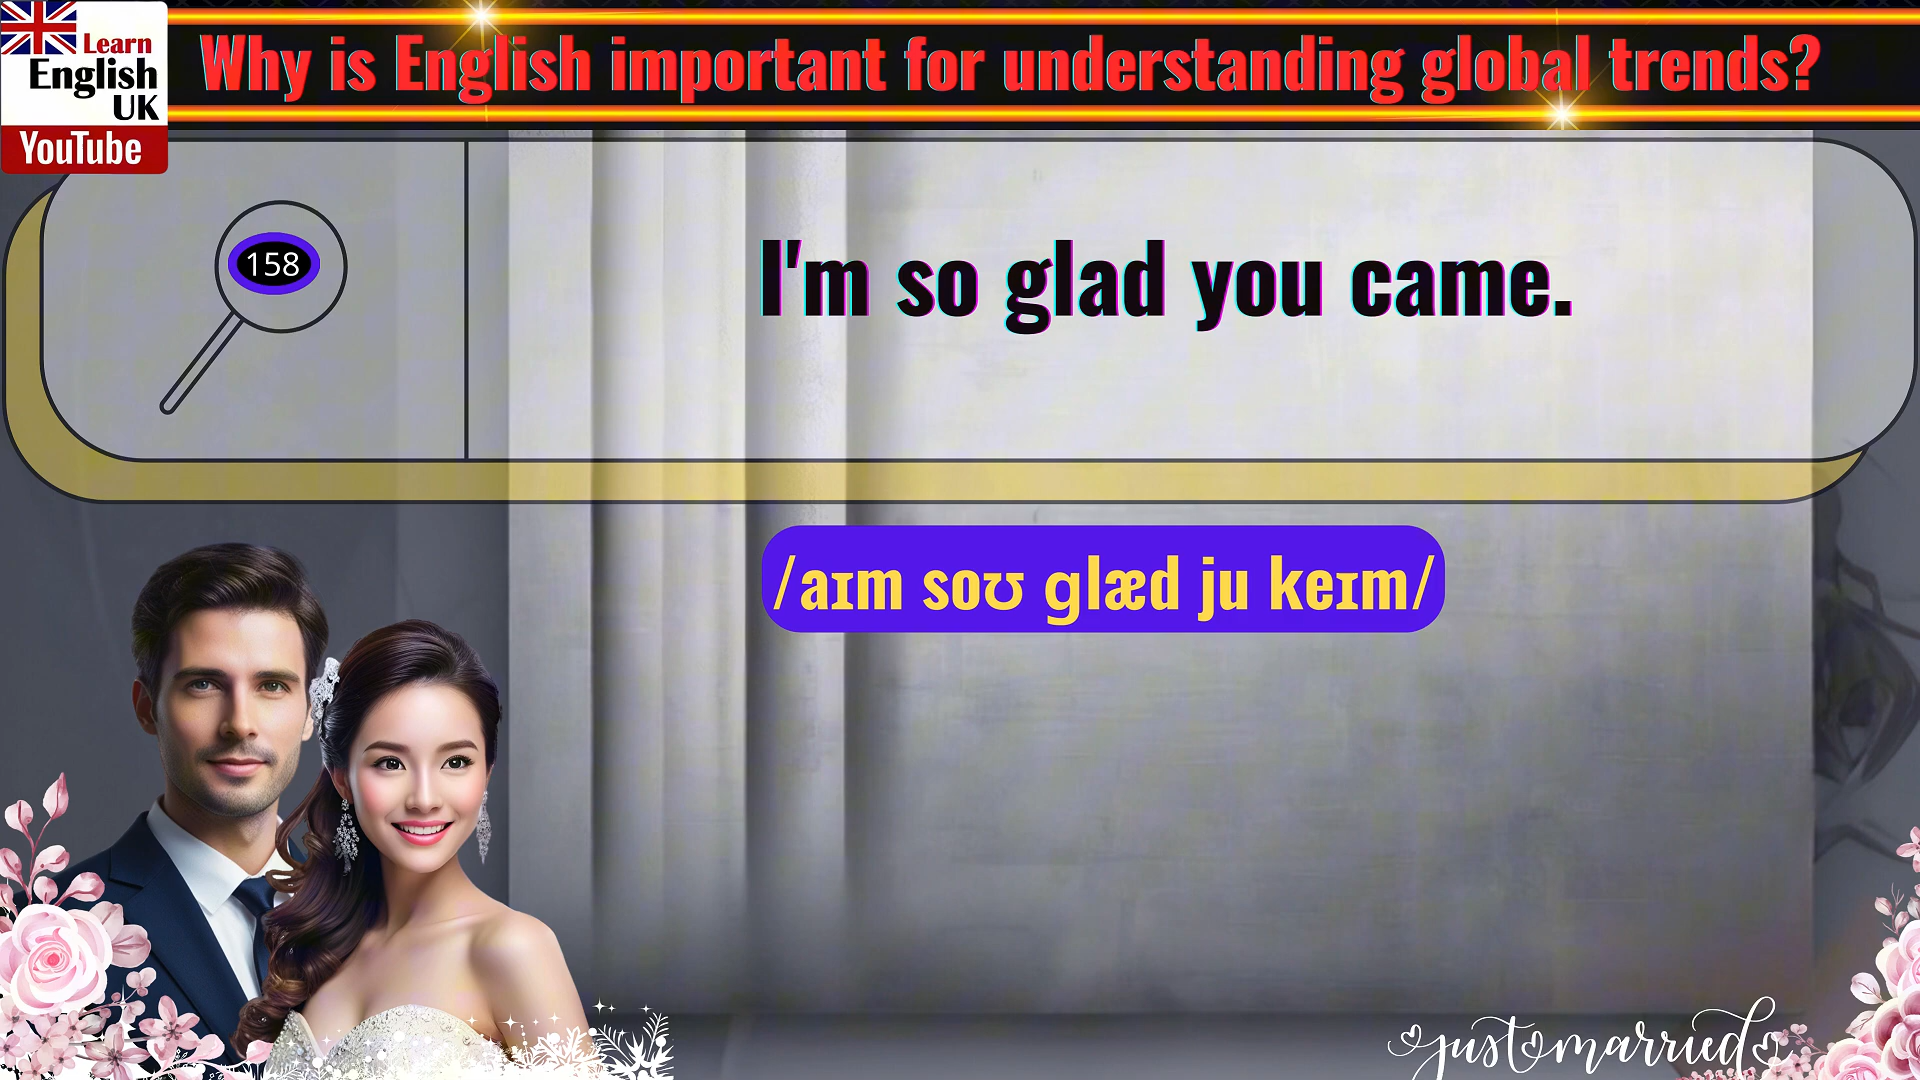 Learn
English
UK
YouTube
Why is English important for understanding global trends?
158
I'm so glad you came.
/aɪm soʊ ɡlæd ju keɪm/
just married